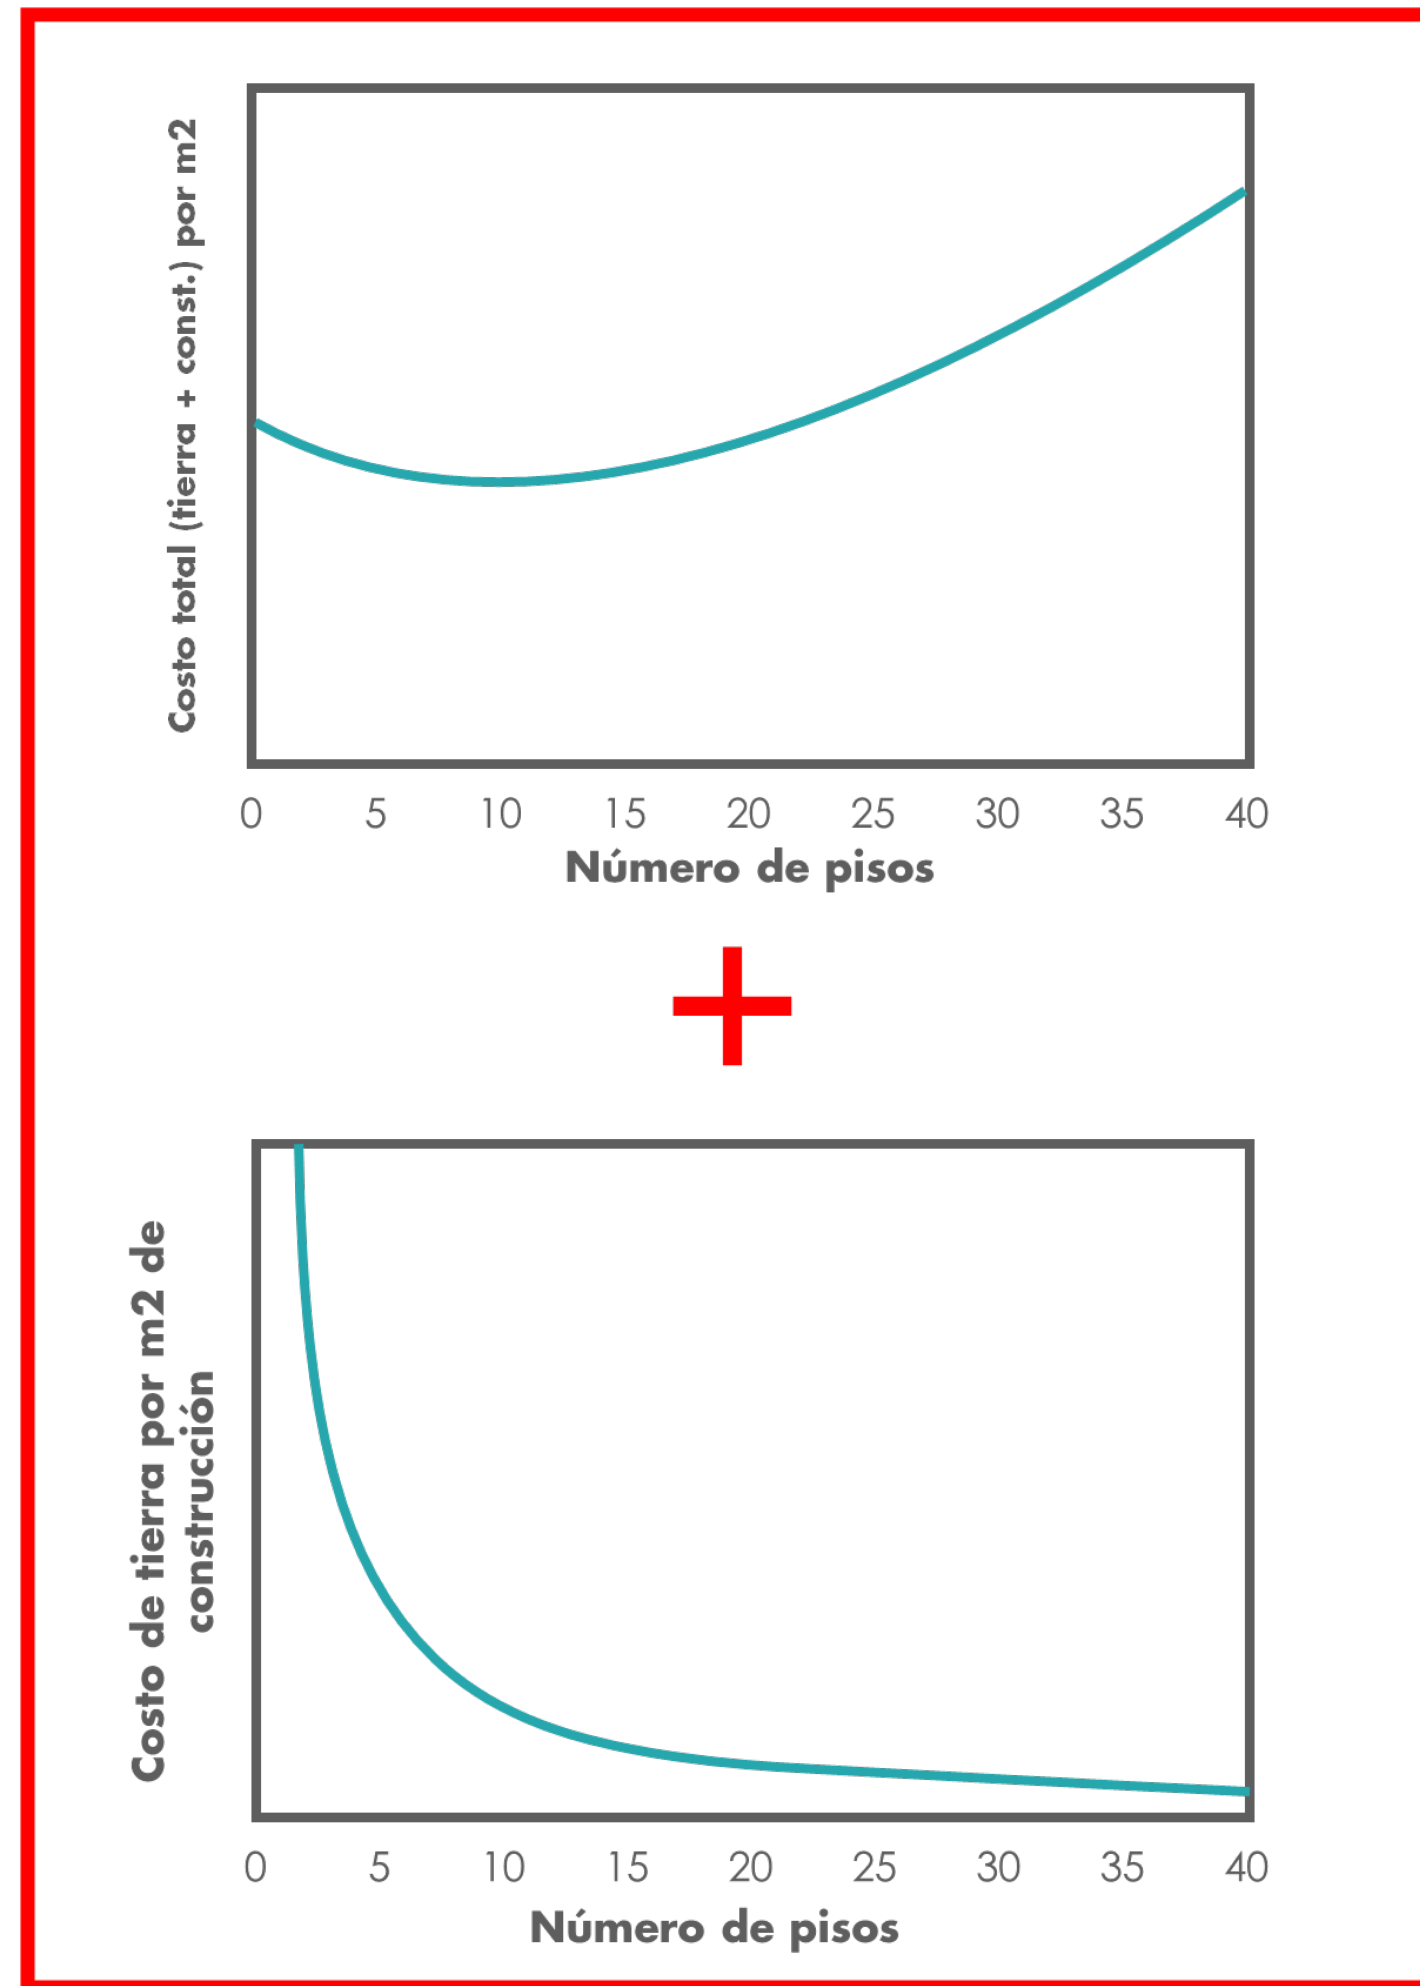 Costo total (tierra + const.) por m2
0 5 10 15 20 25 30 35 40
Número de pisos
+
Costo de tierra por m2 de
construcción
0 5 10 15 20 25 30 35 40
Número de pisos